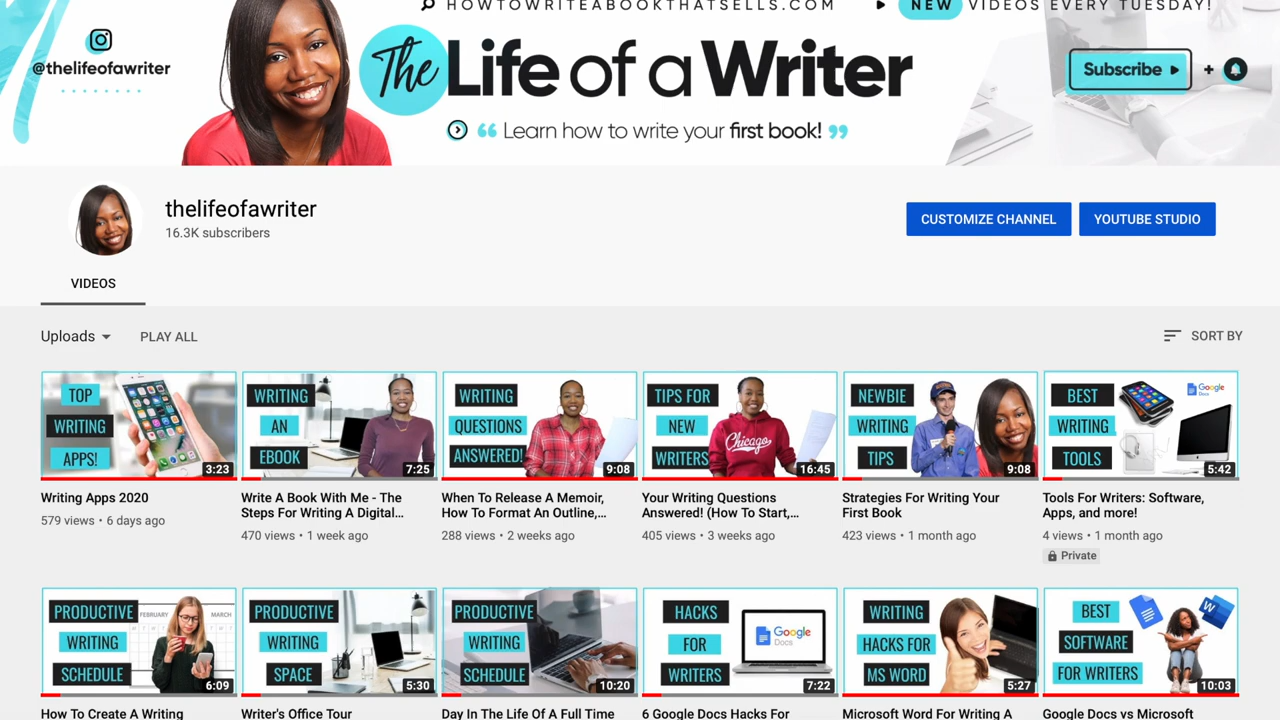 HOWTOWRITEABOOKTHATSELLS.COM
NEW VIDEOS EVERY TUESDAY!
@thelifeofawriter
The Life of a Writer
Subscribe
+
“ Learn how to write your first book! ”
thelifeofawriter
16.3K subscribers
CUSTOMIZE CHANNEL
YOUTUBE STUDIO
VIDEOS
Uploads
PLAY ALL
SORT BY
TOP
WRITING
APPS!
3:23
Writing Apps 2020
579 views • 6 days ago
WRITING
AN
EBOOK
7:25
Write A Book With Me - The
Steps For Writing A Digital...
470 views • 1 week ago
WRITING
QUESTIONS
ANSWERED!
9:08
When To Release A Memoir,
How To Format An Outline,...
288 views • 2 weeks ago
TIPS FOR
NEW
WRITERS
Chicago
16:45
Your Writing Questions
Answered! (How To Start,...
405 views • 3 weeks ago
NEWBIE
WRITING
TIPS
9:08
Strategies For Writing Your
First Book
423 views • 1 month ago
BEST
WRITING
TOOLS
Google
Docs
5:42
Tools For Writers: Software,
Apps, and more!
4 views • 1 month ago
Private
PRODUCTIVE
WRITING
SCHEDULE
FEBRUARY
MARCH
6:09
How To Create A Writing
PRODUCTIVE
WRITING
SPACE
5:30
Writer's Office Tour
PRODUCTIVE
WRITING
SCHEDULE
10:20
Day In The Life Of A Full Time
HACKS
FOR
WRITERS
Google
Docs
7:22
6 Google Docs Hacks For
WRITING
HACKS FOR
MS WORD
5:27
Microsoft Word For Writing A
BEST
SOFTWARE
FOR WRITERS
W
10:03
Google Docs vs Microsoft